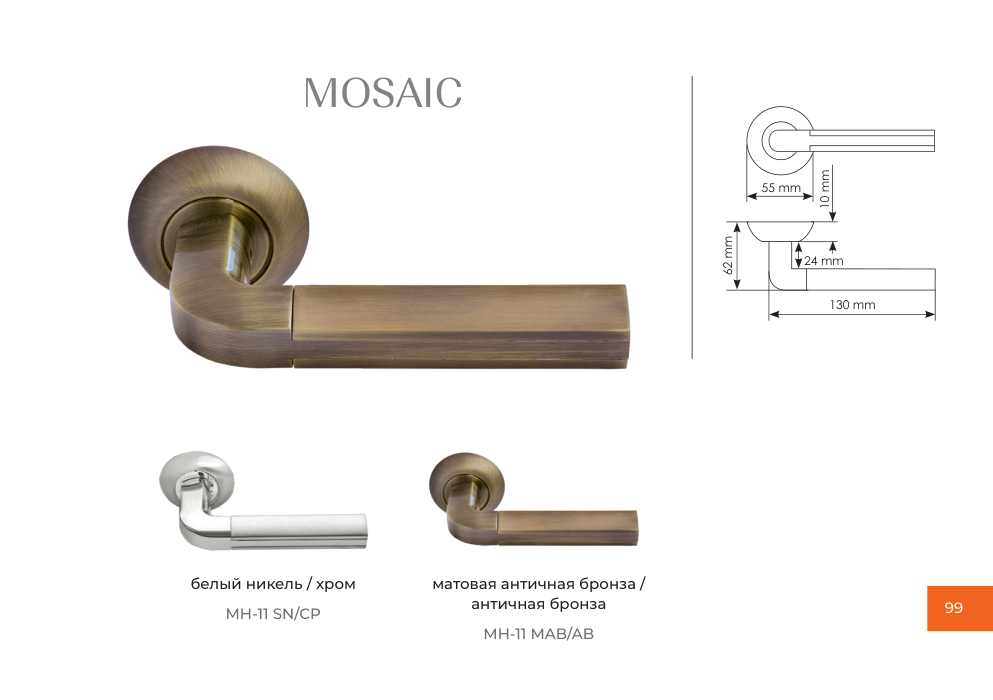 MOSAIC
55 mm
10 mm
62 mm
24 mm
130 mm
белый никель / хром
MH-11 SN/CP
матовая античная бронза /
античная бронза
MH-11 MAB/AB
99